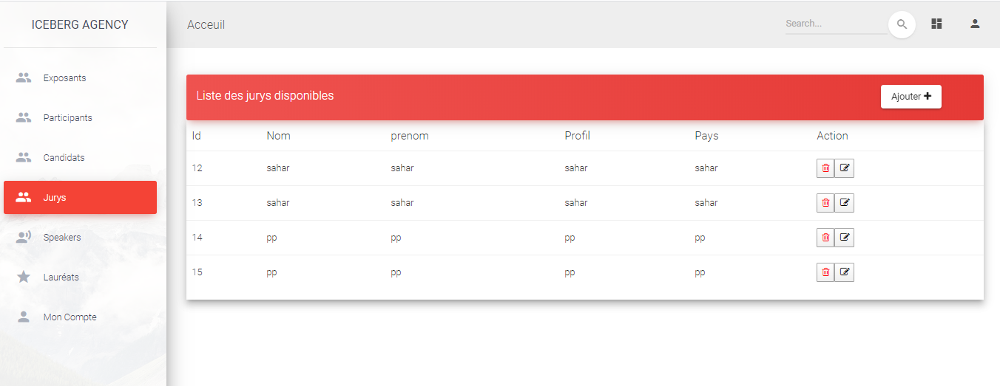 ICEBERG AGENCY
Acceuil
Search...
Exposants
Participants
Candidats
Jurys
Speakers
Lauréats
Mon Compte
Liste des jurys disponibles
Ajouter
Id Nom prenom Profil Pays Action
12 sahar sahar sahar sahar
13 sahar sahar sahar sahar
14 pp pp pp pp
15 pp pp pp pp